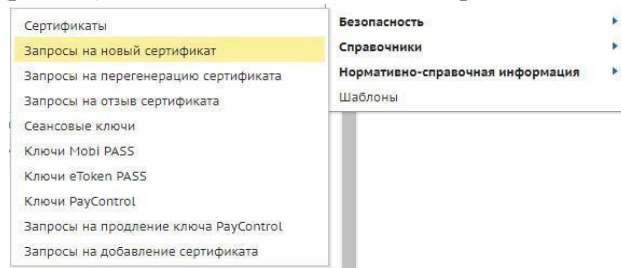 Сертификаты
Запросы на новый сертификат
Запросы на перегенерацию сертификата
Запросы на отзыв сертификата
Сеансовые ключи
Ключи Mobi PASS
Ключи eToken PASS
Ключи PayControl
Запросы на продление ключа PayControl
Запросы на добавление сертификата
Безопасность
Справочники
Нормативно-справочная информация
Шаблоны